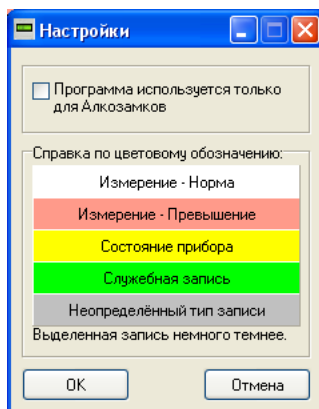 Настройки
Программа используется только
для Алкозамков
Справка по цветовому обозначению:
Измерение - Норма
Измерение - Превышение
Состояние прибора
Служебная запись
Неопределённый тип записи
Выделенная запись немного темнее.
OK
Отмена